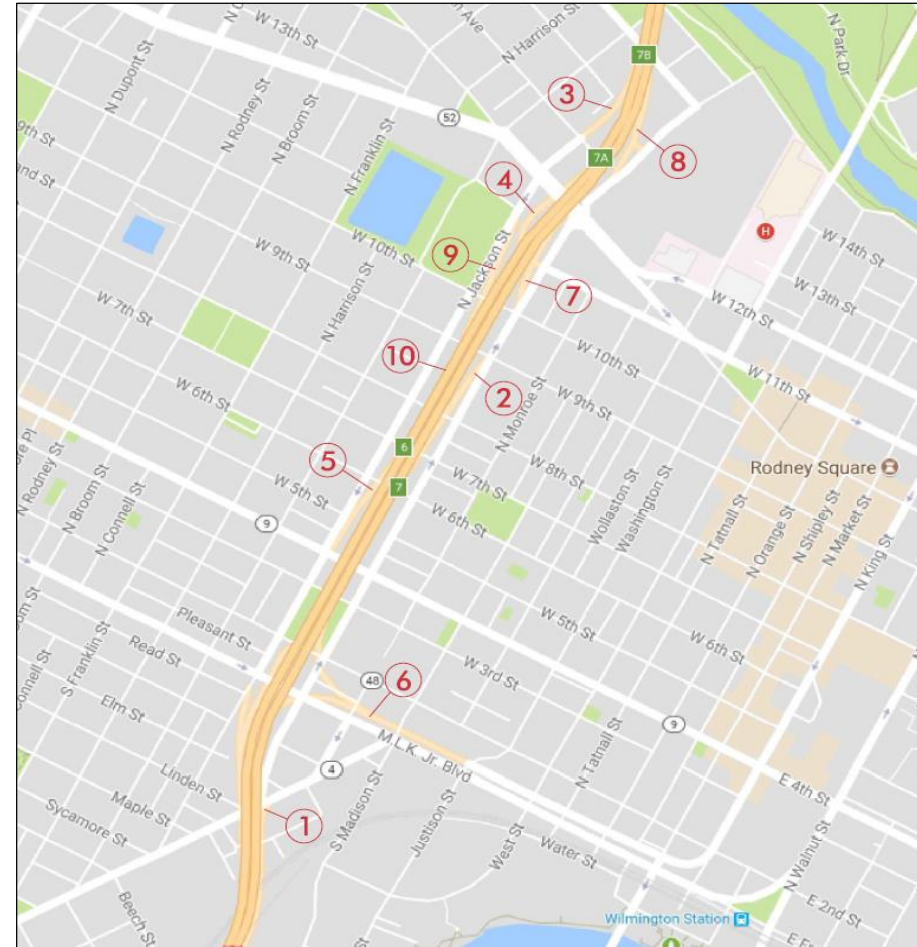 W 13th St
N Harrison St
7B
N Park Dr
N Dupont St
N Rodney St
N Broom St
3
52
N Franklin St
7A
8
9th St
4
W 10th St
9
N Jackson St
H
W 14th St
W 9th St
N Harrison St
7
W 13th St
W 12th St
W 7th St
10
W 10th St
W 11th St
2
W 9th St
N Monroe St
W 6th St
6
5
W 8th St
W 7th St
7
Rodney Square
N Rodney St
W 5th St
W 6th St
Wollaston St
Washington St
N Broom St
N Connell St
9
N Tatnall St
N Orange St
N Shipley St
N Market St
N King St
Pleasant St
W 5th St
W 6th St
Read St
W 3rd St
48
6
S Franklin St
Connell St
Elm St
9
M.L.K. Jr. Blvd
N Tatnall St
4
Linden St
E 4th St
Maple St
1
S Madison St
Justison St
West St
Water St
N Walnut St
Sycamore St
Beech St
E 2nd St
Wilmington Station